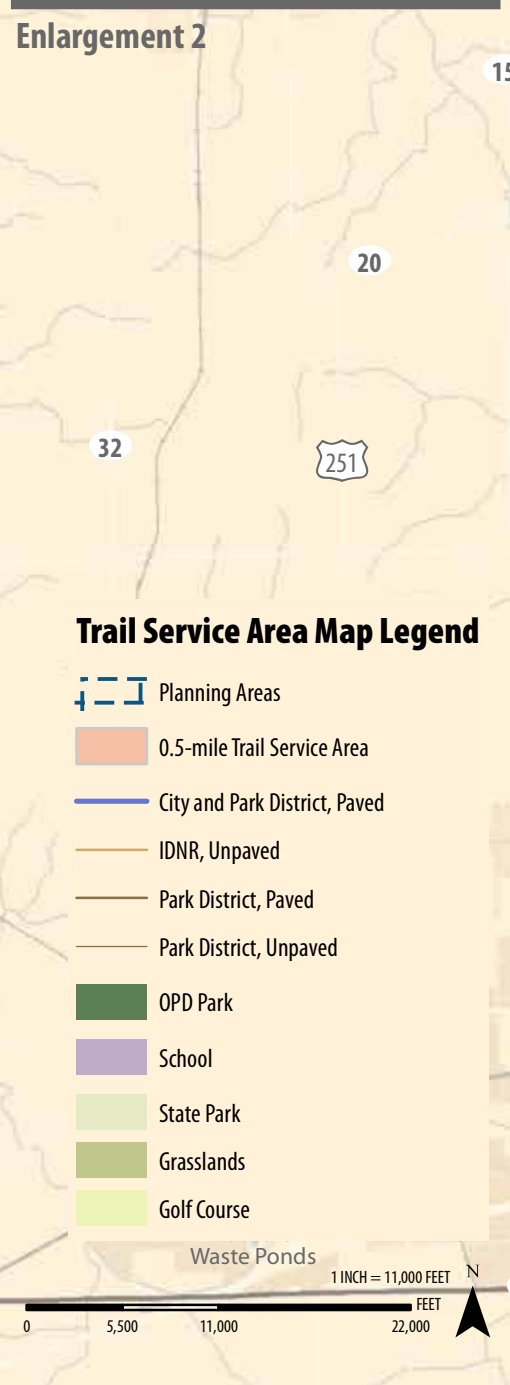 Enlargement 2
15
20
32
251
Trail Service Area Map Legend
Planning Areas
0.5-mile Trail Service Area
City and Park District, Paved
IDNR, Unpaved
Park District, Paved
Park District, Unpaved
OPD Park
School
State Park
Grasslands
Golf Course
Waste Ponds
1 INCH = 11,000 FEET N
FEET
0 5,500 11,000 22,000